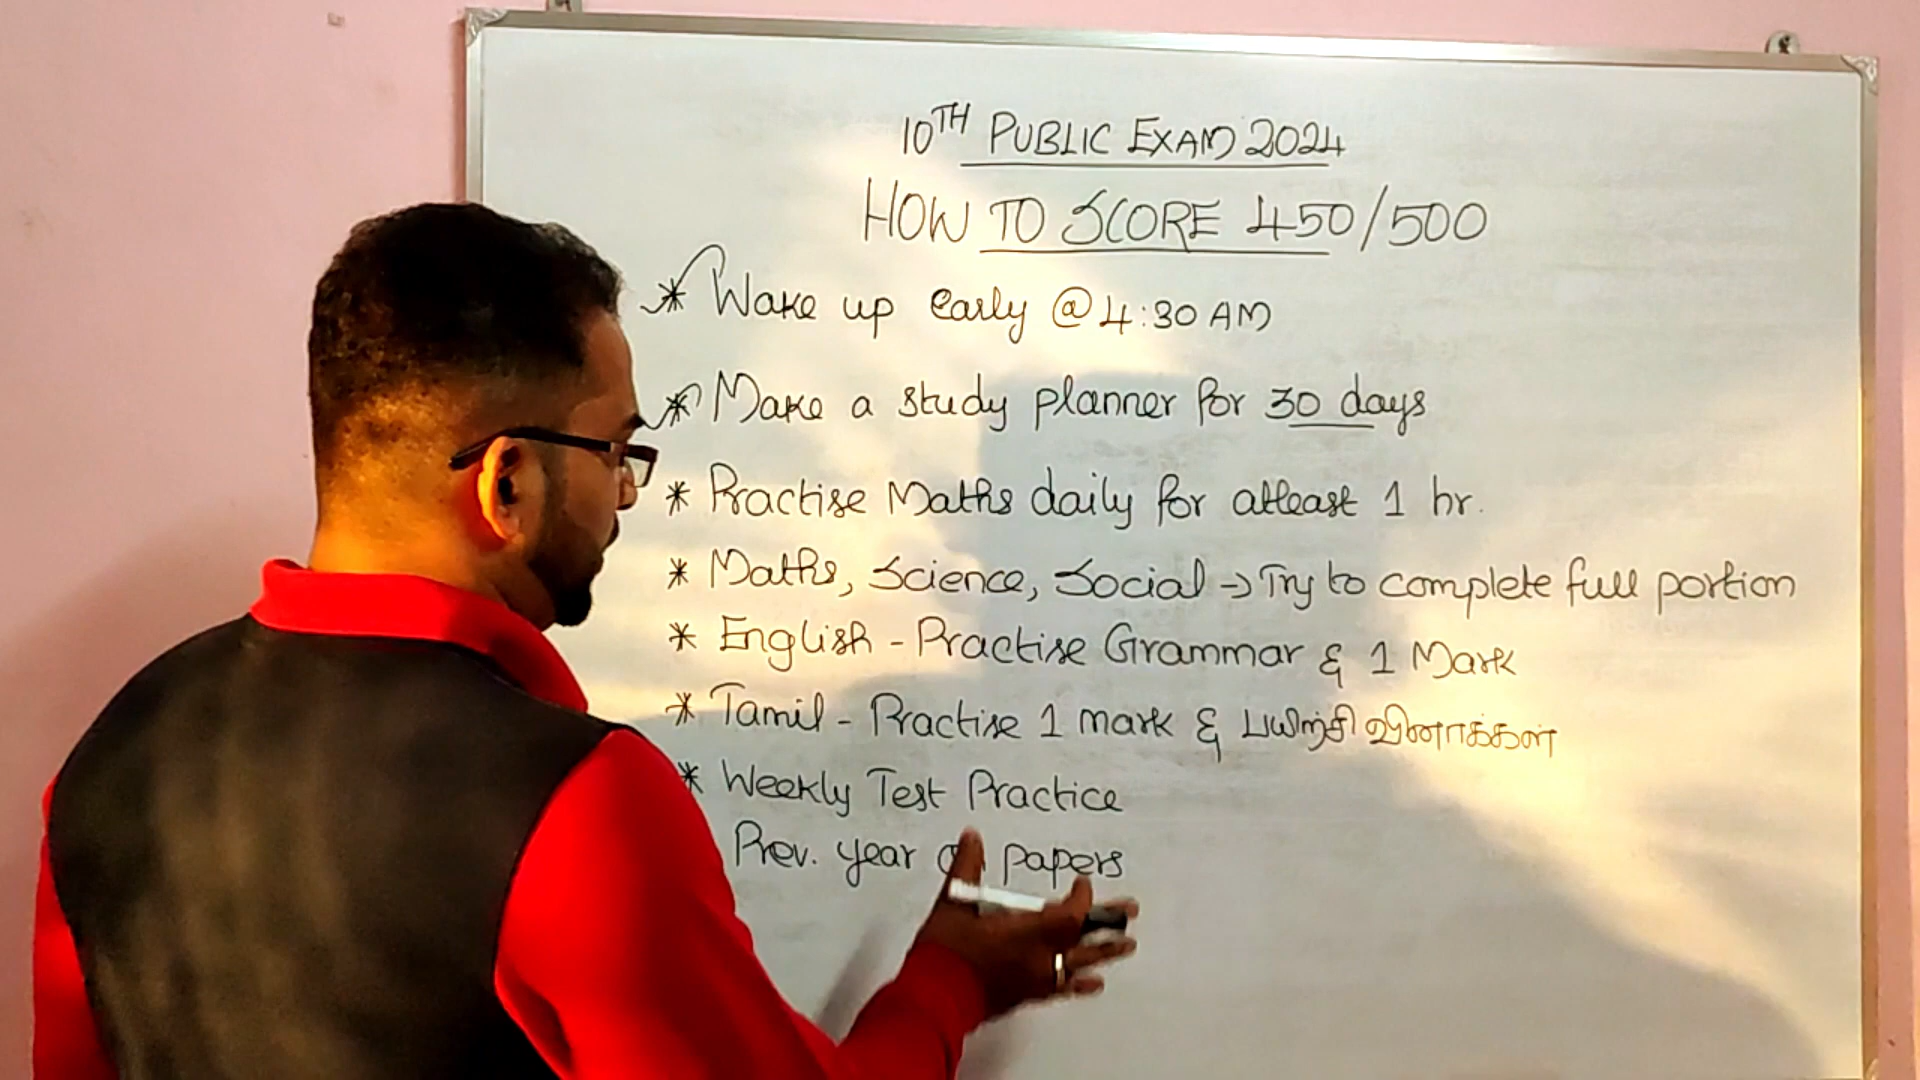 10TH PUBLIC EXAM 2024
HOW TO SCORE 450/500
* Wake up early @ 4:30 AM
* Make a study planner for 30 days
* Practise Maths daily for atleast 1 hr.
* Maths, Science, Social → Try to complete full portion
* English - Practise Grammar & 1 Mark
* Tamil - Practise 1 mark & பயிற்சி வினாக்கள்
* Weekly Test Practice
Prev. year papers